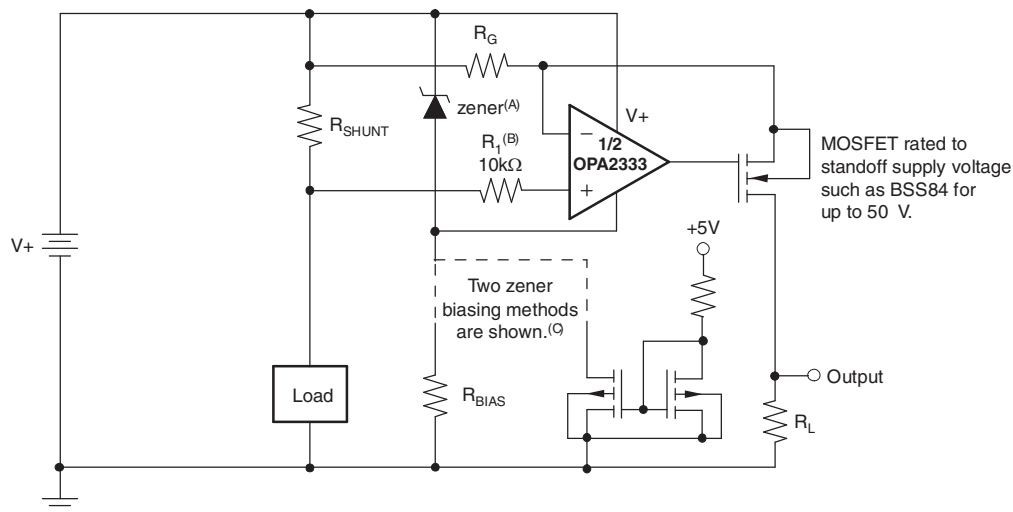 R_G
zener(A)
V+
R_SHUNT
R_1(B)
10kΩ
−
1/2
OPA2333
+
MOSFET rated to
standoff supply voltage
such as BSS84 for
up to 50 V.
V+
+5V
Two zener
biasing methods
are shown.(C)
Load
R_BIAS
Output
R_L